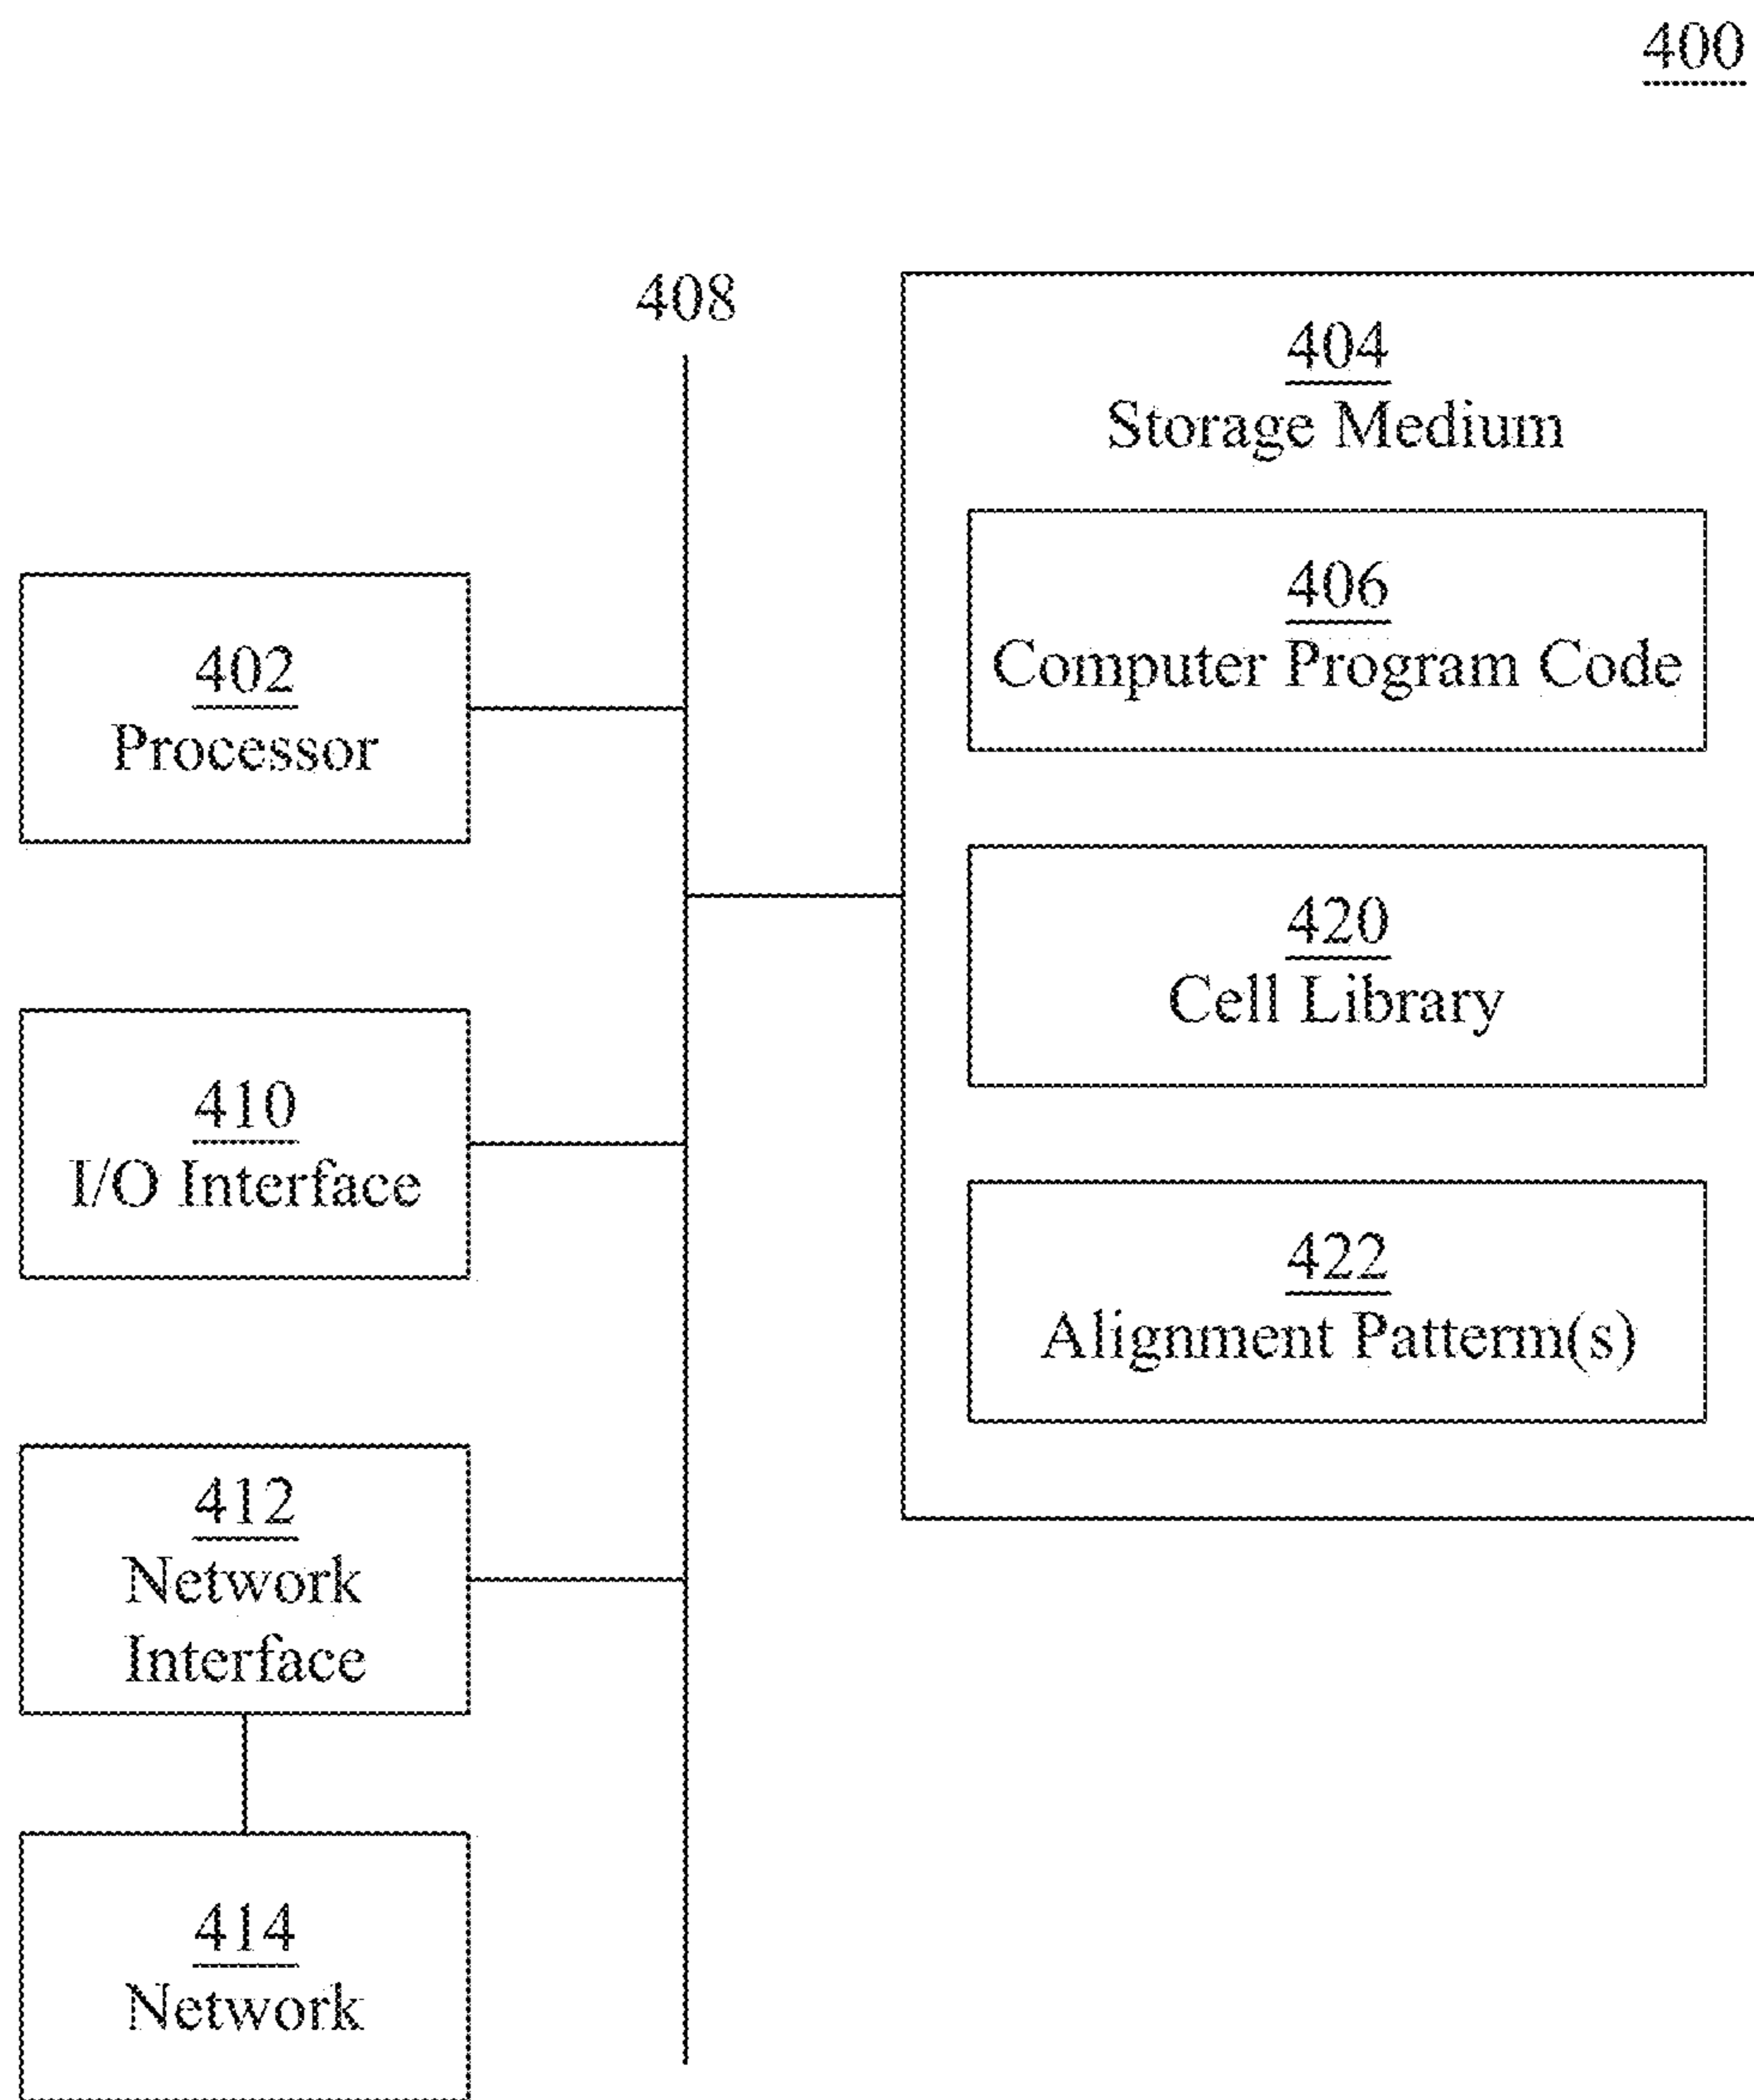 400
408
404
Storage Medium
406
Computer Program Code
402
Processor
420
Cell Library
410
I/O Interface
422
Alignment Patterm(s)
412
Network
Interface
414
Network